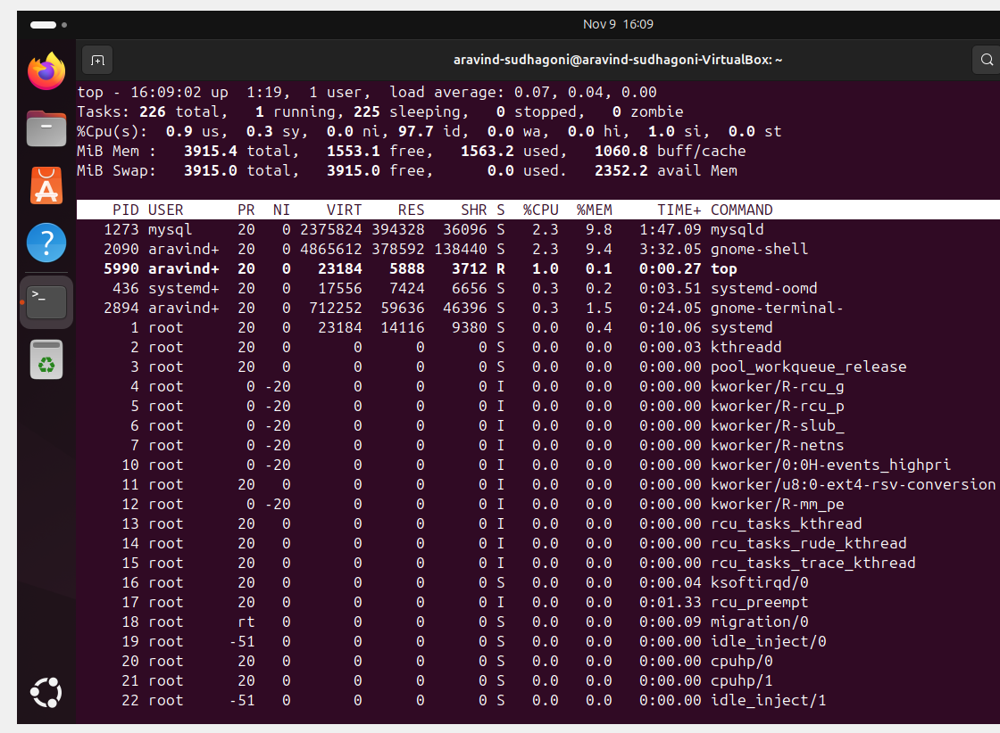 Nov 9 16:09
aravind-sudhagoni@aravind-sudhagoni-VirtualBox: ~
top - 16:09:02 up  1:19,  1 user,  load average: 0.07, 0.04, 0.00
Tasks: 226 total,   1 running, 225 sleeping,   0 stopped,   0 zombie
%Cpu(s):  0.9 us,  0.3 sy,  0.0 ni, 97.7 id,  0.0 wa,  0.0 hi,  1.0 si,  0.0 st
MiB Mem :   3915.4 total,   1553.1 free,   1563.2 used,   1060.8 buff/cache
MiB Swap:   3915.0 total,   3915.0 free,      0.0 used.   2352.2 avail Mem
PID USER      PR  NI    VIRT    RES    SHR S  %CPU  %MEM     TIME+ COMMAND
1273 mysql     20   0 2375824 394328  36096 S   2.3   9.8   1:47.09 mysqld
2090 aravind+  20   0 4865612 378592 138440 S   2.3   9.4   3:32.05 gnome-shell
5990 aravind+  20   0   23184   5888   3712 R   1.0   0.1   0:00.27 top
436 systemd+  20   0   17556   7424   6656 S   0.3   0.2   0:03.51 systemd-oomd
2894 aravind+  20   0  712252  59636  46396 S   0.3   1.5   0:24.05 gnome-terminal-
1 root      20   0   23184  14116   9380 S   0.0   0.4   0:10.06 systemd
2 root      20   0       0      0      0 S   0.0   0.0   0:00.03 kthreadd
3 root      20   0       0      0      0 S   0.0   0.0   0:00.00 pool_workqueue_release
4 root       0 -20       0      0      0 I   0.0   0.0   0:00.00 kworker/R-rcu_g
5 root       0 -20       0      0      0 I   0.0   0.0   0:00.00 kworker/R-rcu_p
6 root       0 -20       0      0      0 I   0.0   0.0   0:00.00 kworker/R-slub_
7 root       0 -20       0      0      0 I   0.0   0.0   0:00.00 kworker/R-netns
10 root       0 -20       0      0      0 I   0.0   0.0   0:00.00 kworker/0:0H-events_highpri
11 root      20   0       0      0      0 I   0.0   0.0   0:00.00 kworker/u8:0-ext4-rsv-conversion
12 root       0 -20       0      0      0 I   0.0   0.0   0:00.00 kworker/R-mm_pe
13 root      20   0       0      0      0 I   0.0   0.0   0:00.00 rcu_tasks_kthread
14 root      20   0       0      0      0 I   0.0   0.0   0:00.00 rcu_tasks_rude_kthread
15 root      20   0       0      0      0 I   0.0   0.0   0:00.00 rcu_tasks_trace_kthread
16 root      20   0       0      0      0 S   0.0   0.0   0:00.04 ksoftirqd/0
17 root      20   0       0      0      0 I   0.0   0.0   0:01.33 rcu_preempt
18 root      rt   0       0      0      0 S   0.0   0.0   0:00.09 migration/0
19 root     -51   0       0      0      0 S   0.0   0.0   0:00.00 idle_inject/0
20 root      20   0       0      0      0 S   0.0   0.0   0:00.00 cpuhp/0
21 root      20   0       0      0      0 S   0.0   0.0   0:00.00 cpuhp/1
22 root     -51   0       0      0      0 S   0.0   0.0   0:00.00 idle_inject/1